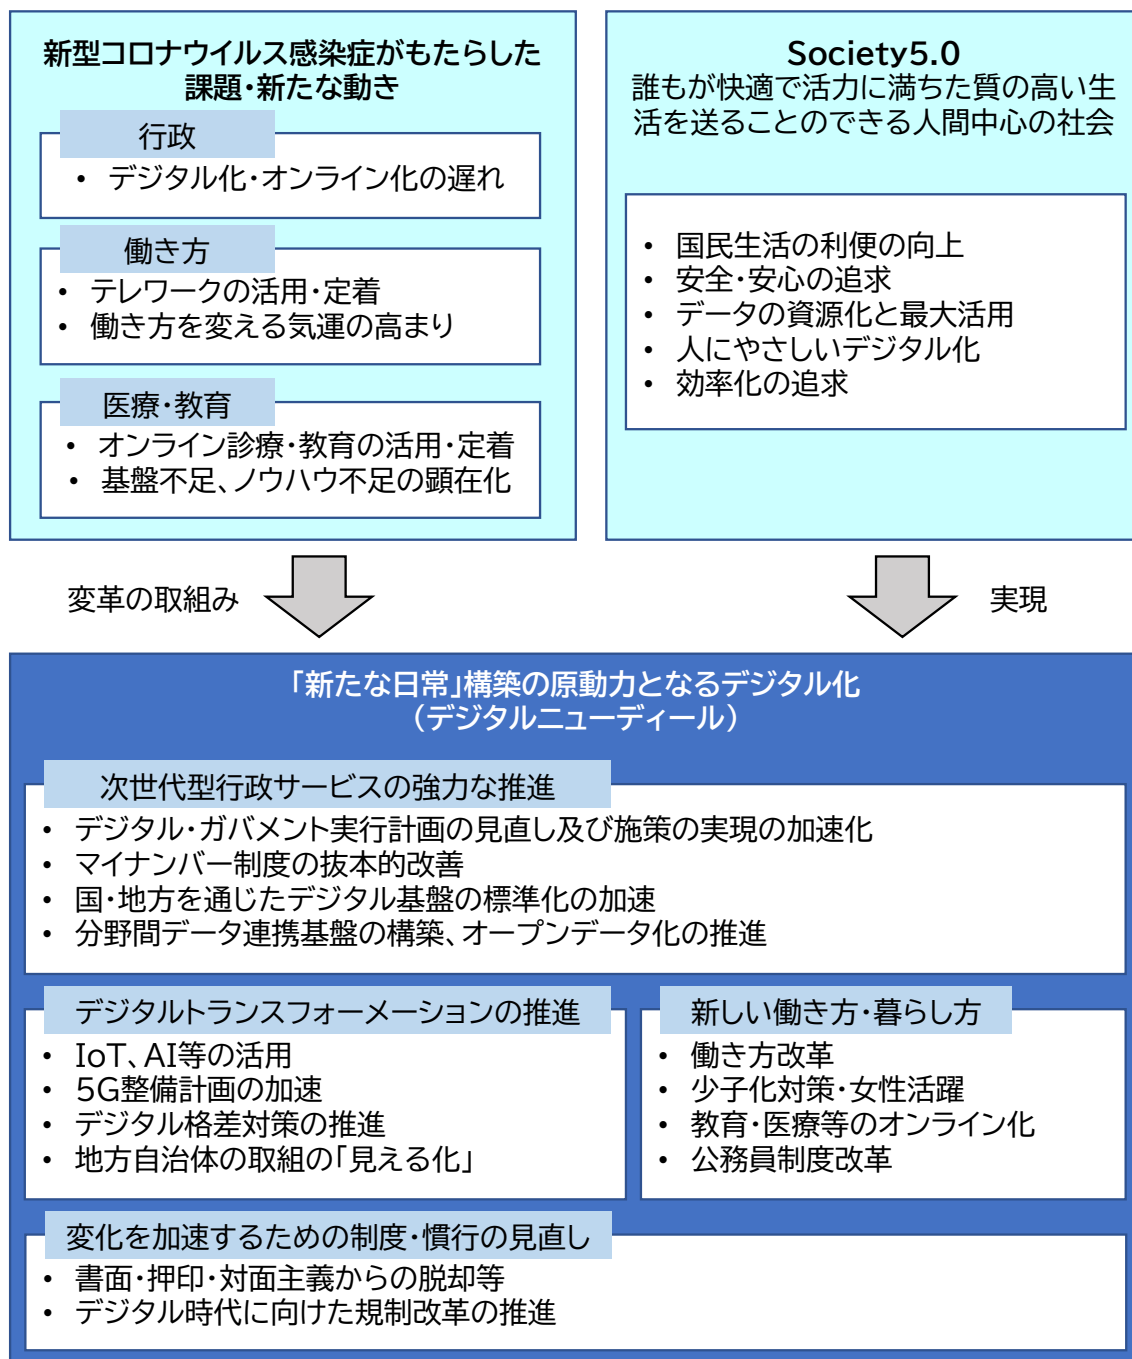 新型コロナウイルス感染症がもたらした
課題・新たな動き
行政
• デジタル化・オンライン化の遅れ
働き方
• テレワークの活用・定着
• 働き方を変える気運の高まり
医療・教育
• オンライン診療・教育の活用・定着
• 基盤不足、ノウハウ不足の顕在化
Society5.0
誰もが快適で活力に満ちた質の高い生
活を送ることのできる人間中心の社会
• 国民生活の利便の向上
• 安全・安心の追求
• データの資源化と最大活用
• 人にやさしいデジタル化
• 効率化の追求
変革の取組み
実現
「新たな日常」構築の原動力となるデジタル化
（デジタルニューディール）
次世代型行政サービスの強力な推進
• デジタル・ガバメント実行計画の見直し及び施策の実現の加速化
• マイナンバー制度の抜本的改善
• 国・地方を通じたデジタル基盤の標準化の加速
• 分野間データ連携基盤の構築、オープンデータ化の推進
デジタルトランスフォーメーションの推進
• IoT、AI等の活用
• 5G整備計画の加速
• デジタル格差対策の推進
• 地方自治体の取組の「見える化」
新しい働き方・暮らし方
• 働き方改革
• 少子化対策・女性活躍
• 教育・医療等のオンライン化
• 公務員制度改革
変化を加速するための制度・慣行の見直し
• 書面・押印・対面主義からの脱却等
• デジタル時代に向けた規制改革の推進